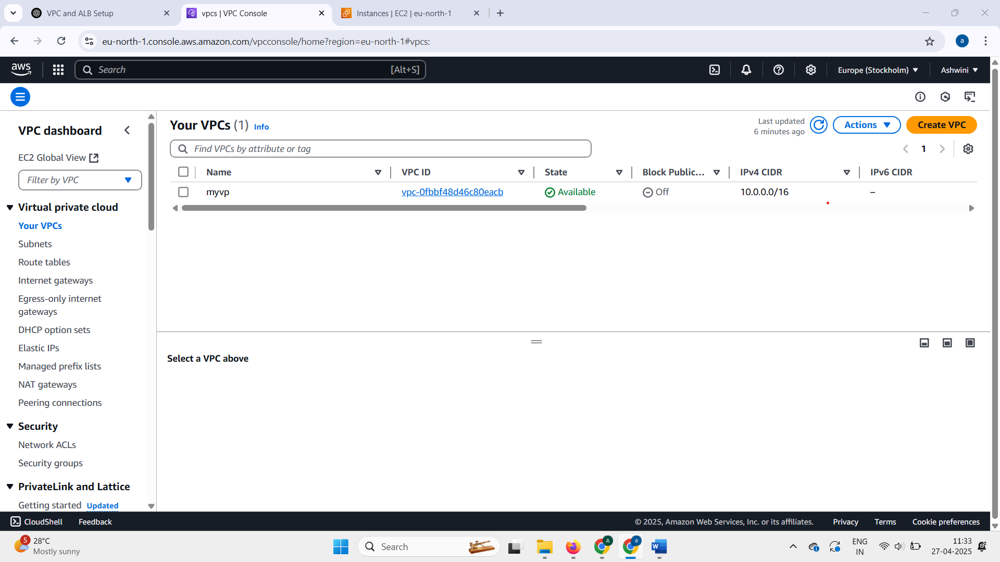 VPC and ALB Setup
vpcs | VPC Console
Instances | EC2 | eu-north-1
eu-north-1.console.aws.amazon.com/vpcconsole/home?region=eu-north-1#vpcs:
a
aws
Search
[Alt+S]
Europe (Stockholm)
Ashwini
VPC dashboard
EC2 Global View
Filter by VPC
Virtual private cloud
Your VPCs
Subnets
Route tables
Internet gateways
Egress-only internet
gateways
DHCP option sets
Elastic IPs
Managed prefix lists
NAT gateways
Peering connections
Security
Network ACLs
Security groups
PrivateLink and Lattice
Getting started Updated
Your VPCs (1) Info
Last updated
6 minutes ago
Actions
Create VPC
Find VPCs by attribute or tag
1
Name VPC ID State Block Public... IPv4 CIDR IPv6 CIDR
myvp vpc-0fbbf48d46c80eacb Available Off 10.0.0.0/16 –
Select a VPC above
CloudShell Feedback © 2025, Amazon Web Services, Inc. or its affiliates. Privacy Terms Cookie preferences
5
28°C
Mostly sunny
Search
A
a
W
ENG
IN
11:33
27-04-2025